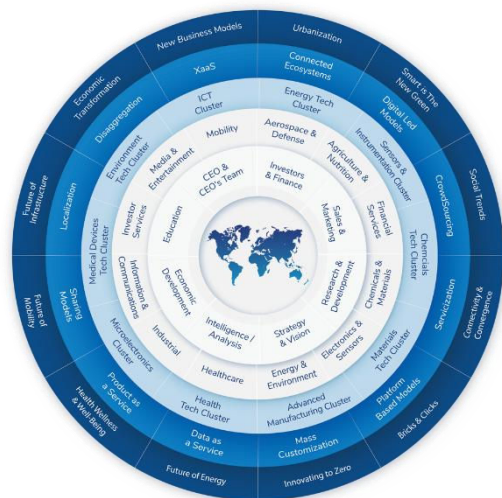 New Business Models
Urbanization
Smart is The
New Green
Social Trends
Connectivity &
Convergence
Bricks & Clicks
Innovating to Zero
Future of Energy
Health Wellness
& Well Being
Future of
Mobility
Future of
Infrastructure
Economic
Transformation
XaaS
Connected
Ecosystems
Digital Led
Models
CrowdSourcing
Servicization
Platform
Based Models
Mass
Customization
Data as
a Service
Product as
a Service
Sharing
Models
Localization
Disaggregation
ICT
Cluster
Energy Tech
Cluster
Sensors &
Instrumentation Cluster
Chemcials
Tech Cluster
Materials
Tech Cluster
Advanced
Manufacturing Cluster
Health
Tech Cluster
Microelectronics
Cluster
Medical Devices
Tech Cluster
Environment
Tech Cluster
Mobility
Aerospace &
Defense
Agriculture &
Nutrition
Financial
Services
Chemicals &
Materials
Electronics &
Sensors
Energy &
Environment
Healthcare
Industrial
Information &
Communications
Investor
Services
Media &
Entertainment
CEO &
CEO's Team
Investors
& Finance
Sales &
Marketing
Research &
Development
Strategy
& Vision
Intelligence /
Analysis
Economic
Development
Education